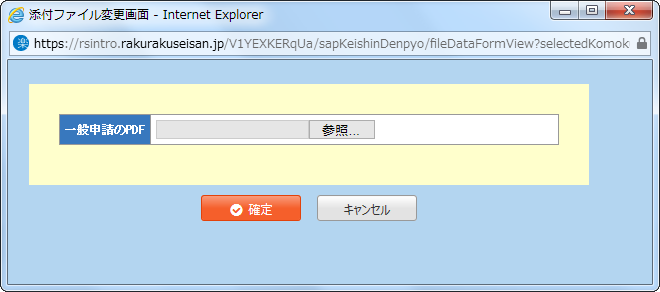 添付ファイル変更画面 - Internet Explorer
楽 https://rsintro.rakurakuseisan.jp/V1YEXKERqUa/sapKeishinDenpyo/fileDataFormView?selectedKomok
一般申請のPDF 参照...
確定 キャンセル